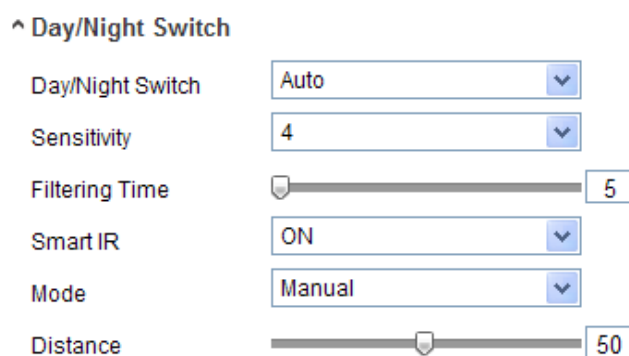 Day/Night Switch
Day/Night Switch Auto
Sensitivity 4
Filtering Time 5
Smart IR ON
Mode Manual
Distance 50